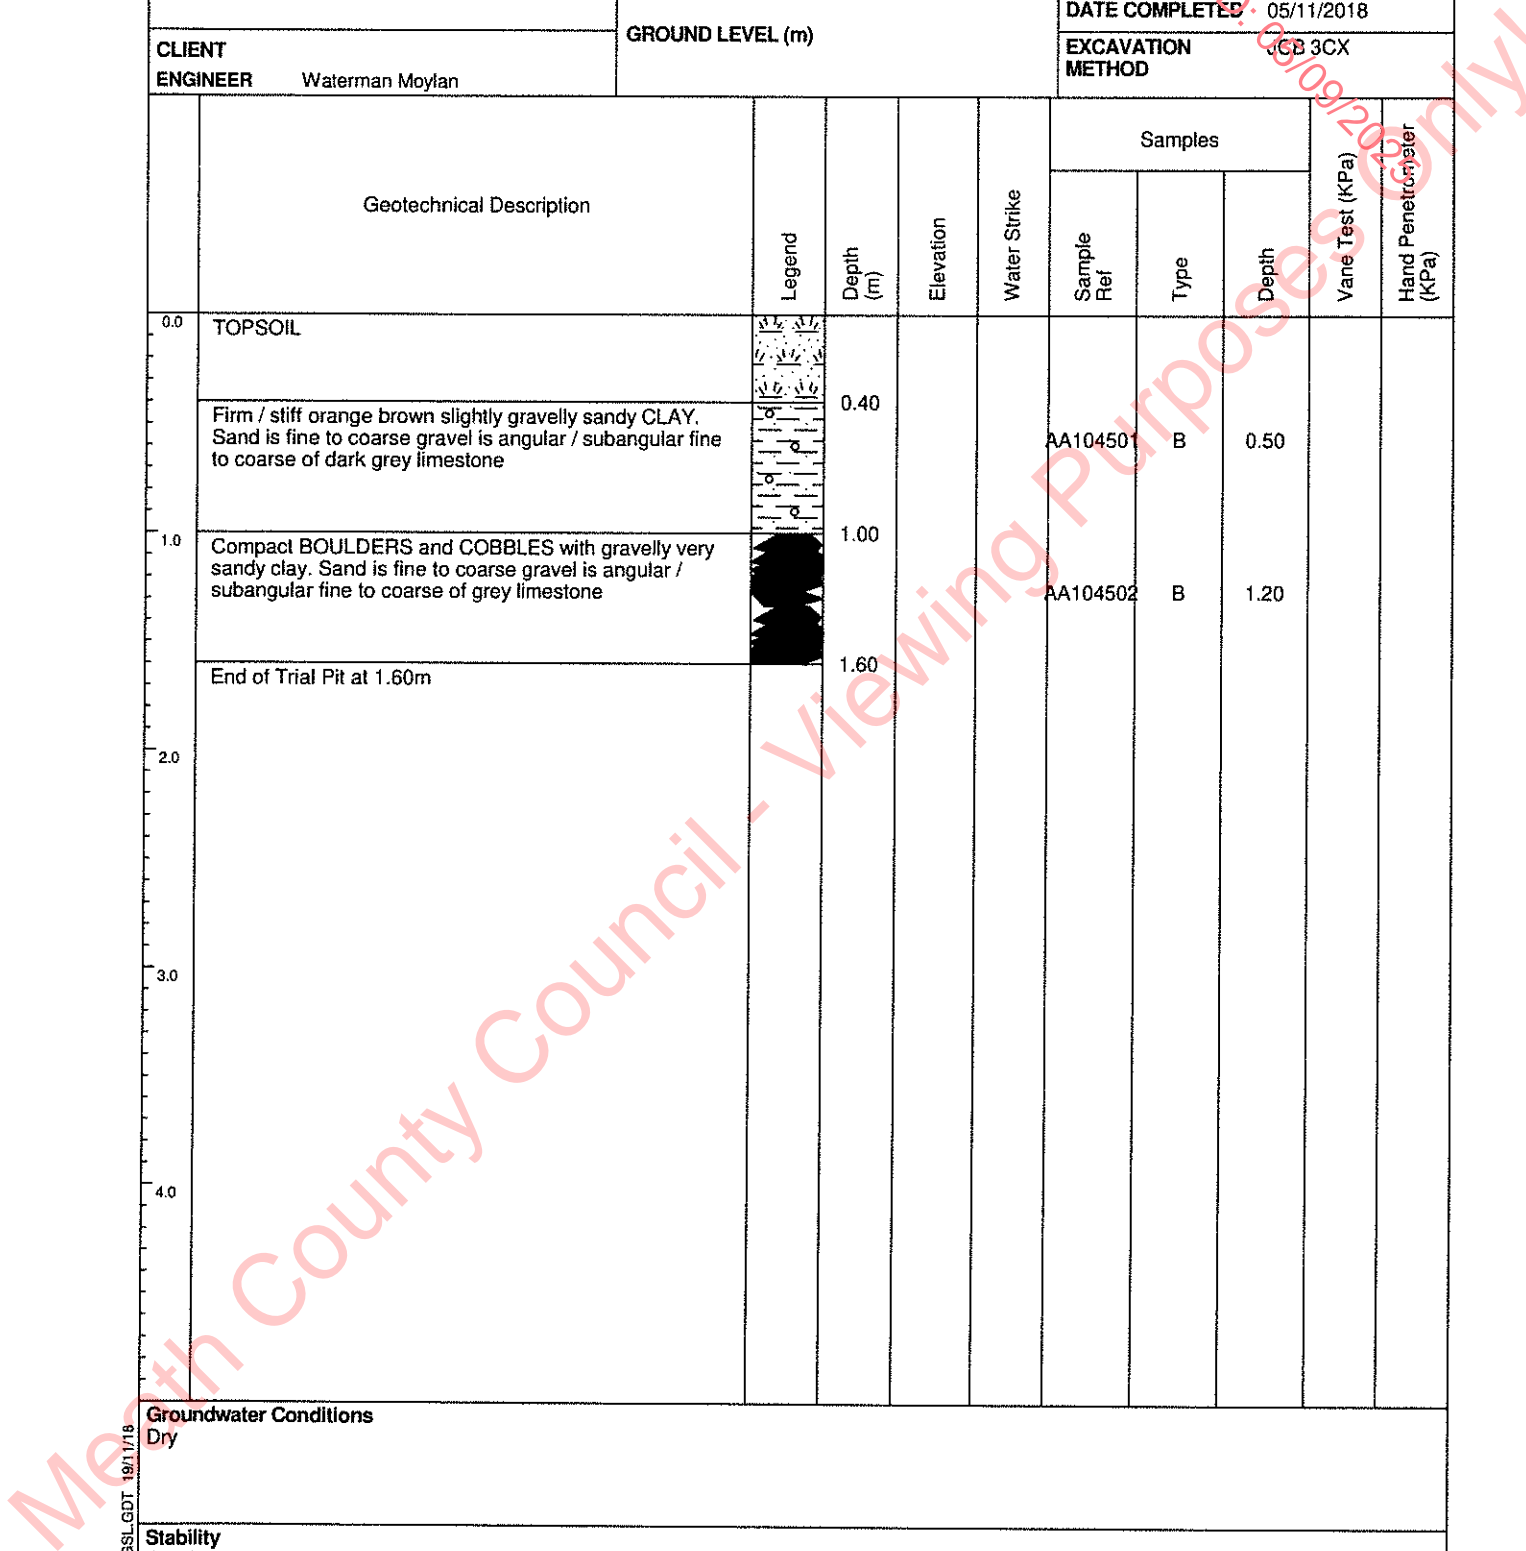 DATE COMPLETED 05/11/2018
CLIENT
ENGINEER Waterman Moylan
GROUND LEVEL (m)
EXCAVATION JCB 3CX
METHOD
Geotechnical Description
Legend
Depth
(m)
Elevation
Water Strike
Samples
Sample
Ref
Type
Depth
Vane Test (KPa)
Hand Penetrometer
(KPa)
0.0 TOPSOIL
0.40
Firm / stiff orange brown slightly gravelly sandy CLAY.
Sand is fine to coarse gravel is angular / subangular fine
to coarse of dark grey limestone
AA104501 B 0.50
1.0
1.00
Compact BOULDERS and COBBLES with gravelly very
sandy clay. Sand is fine to coarse gravel is angular /
subangular fine to coarse of grey limestone
AA104502 B 1.20
1.60
End of Trial Pit at 1.60m
2.0
3.0
4.0
Groundwater Conditions
Dry
Stability
GSL.GDT 19/11/18
Meath County Council - Viewing Purposes Only!
05/09/2025